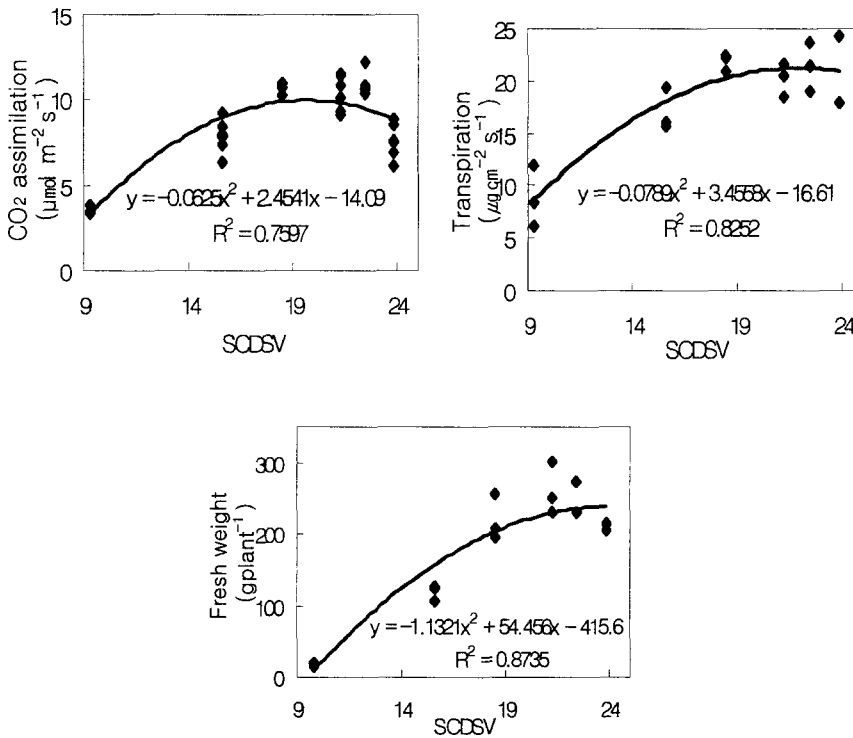 CO2 assimilation
(μmol m⁻² s⁻¹)
15
10
5
0
y = -0.0625x² + 2.4541x - 14.09
R² = 0.7597
9 14 19 24
SCDSV
Transpiration
(μg cm⁻² s⁻¹)
25
20
15
10
5
0
y = -0.0789x² + 3.4558x - 16.61
R² = 0.8252
9 14 19 24
SCDSV
Fresh weight
(gplant⁻¹)
300
200
100
0
y = -1.1321x² + 54.456x - 415.6
R² = 0.8735
9 14 19 24
SCDSV